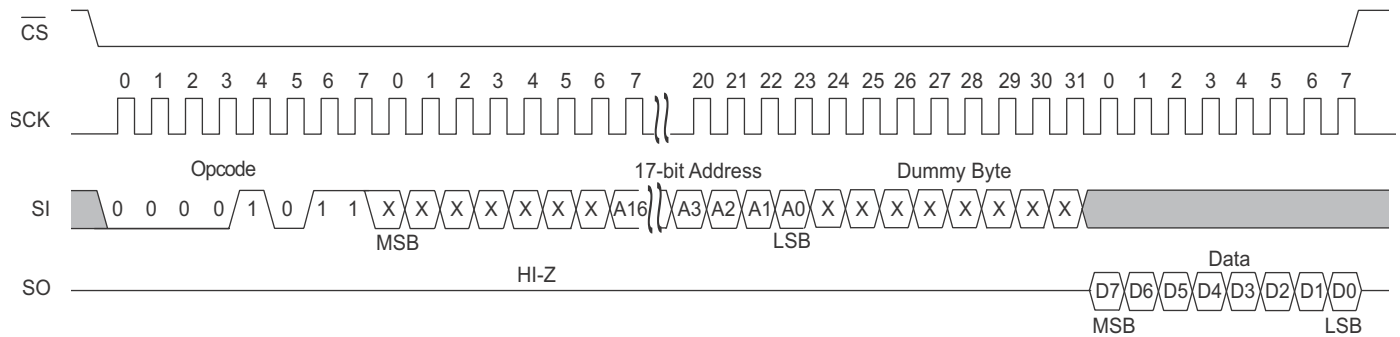 CS
0 1 2 3 4 5 6 7 0 1 2 3 4 5 6 7 20 21 22 23 24 25 26 27 28 29 30 31 0 1 2 3 4 5 6 7
SCK
Opcode 17-bit Address Dummy Byte
SI 0 0 0 0 1 0 1 1 X X X X X X X A16 A3 A2 A1 A0 X X X X X X X X
MSB LSB
HI-Z Data
SO D7 D6 D5 D4 D3 D2 D1 D0
MSB LSB